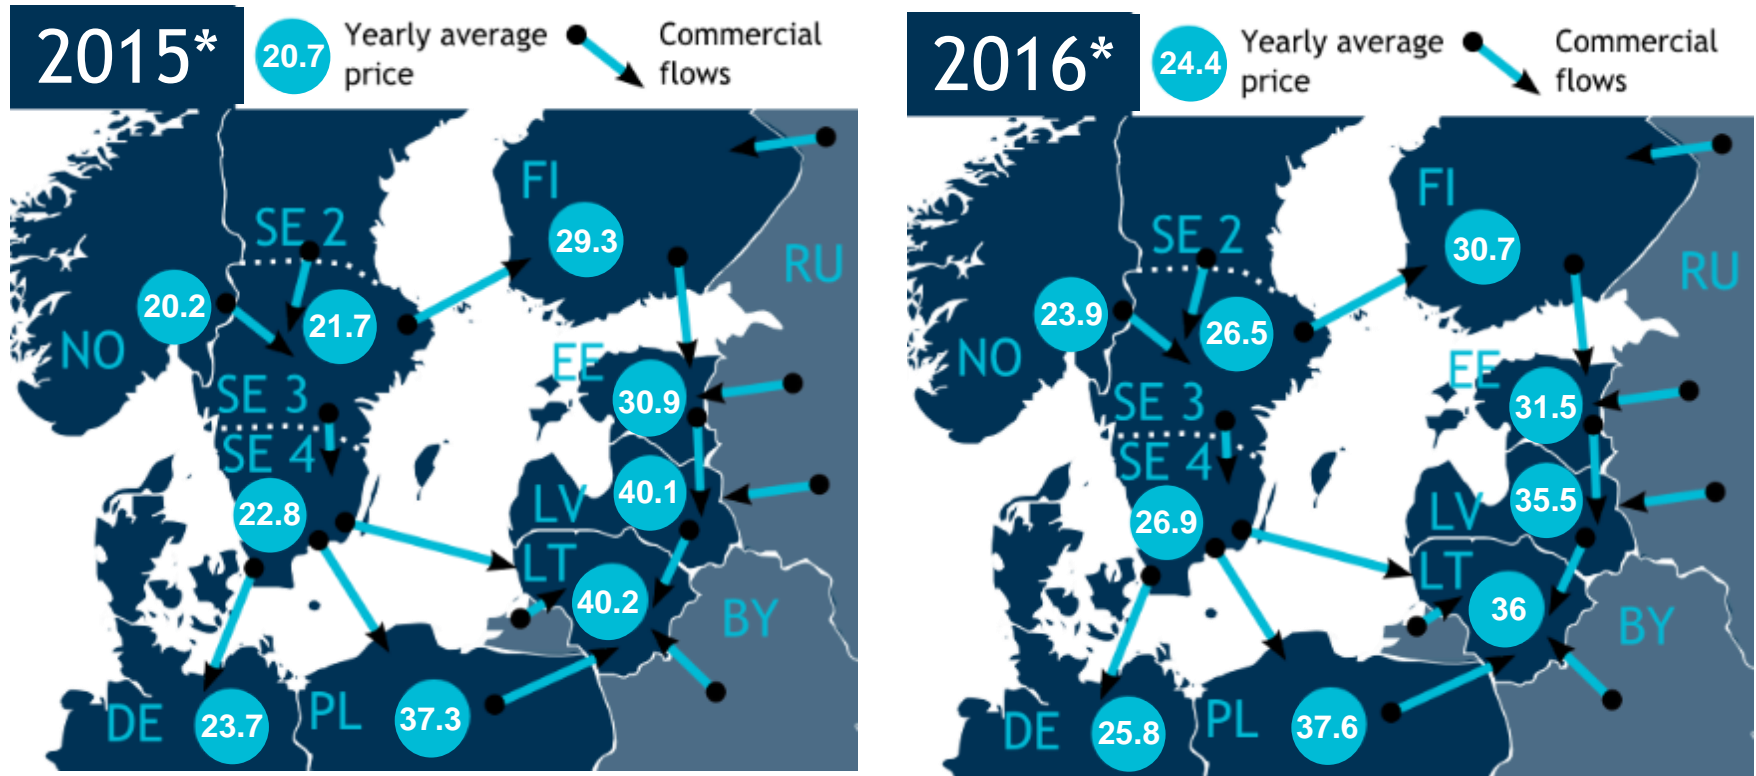 2015*
20.7
Yearly average
price
Commercial
flows
FI
29.3
SE 2
RU
20.2
21.7
NO
EE
SE 3
30.9
SE 4
40.1
LV
22.8
LT
40.2
BY
DE
23.7
PL
37.3
2016*
24.4
Yearly average
price
Commercial
flows
FI
30.7
SE 2
RU
23.9
26.5
NO
EE
SE 3
31.5
SE 4
35.5
LV
26.9
LT
36
BY
DE
25.8
PL
37.6